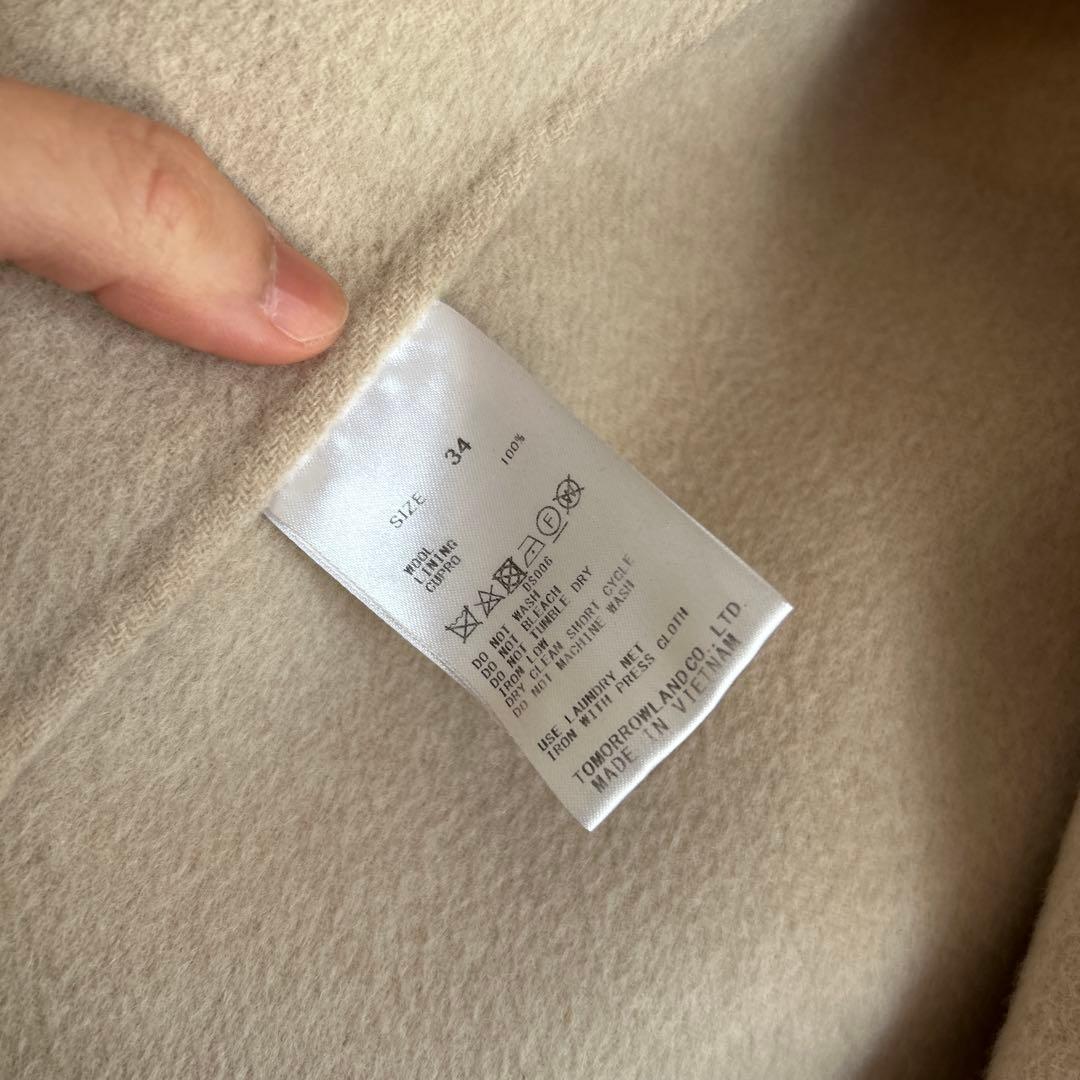 SIZE 34
WOOL 100%
LINING
CUPRO
F
DS006
DO NOT WASH
DO NOT BLEACH
DO NOT TUMBLE DRY
IRON LOW
DRY CLEAN SHORT CYCLE
DO NOT MACHINE WASH
USE LAUNDRY NET
IRON WITH PRESS CLOTH
TOMORROWLAND CO., LTD.
MADE IN VIETNAM